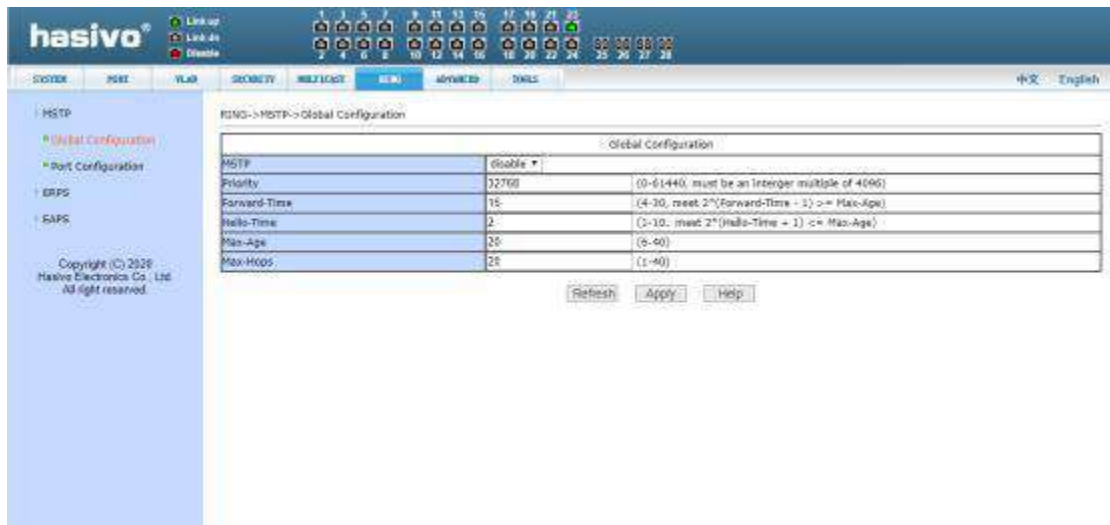 hasivo®
Link up
Link dn
Disable
1 3 5 7 9 11 13 15 17 19 21 23
2 4 6 8 10 12 14 16 18 20 22 24 25 26 27 28
SYSTEM PORT VLAN SECURITY MULTICAST RING ADVANCED TOOLS 中文 English
MSTP
Global Configuration
Port Configuration
ERPS
EAPS
Copyright (C) 2020
Hasivo Electronics Co., Ltd.
All right reserved.
RING->MSTP->Global Configuration
Global Configuration
MSTP disable
Priority 32768 (0-61440, must be an interger multiple of 4096)
Forward-Time 15 (4-30, meet 2*(Forward-Time - 1) >= Max-Age)
Hello-Time 2 (1-10, meet 2*(Hello-Time + 1) <= Max-Age)
Max-Age 20 (6-40)
Max-Hops 20 (1-40)
Refresh Apply Help